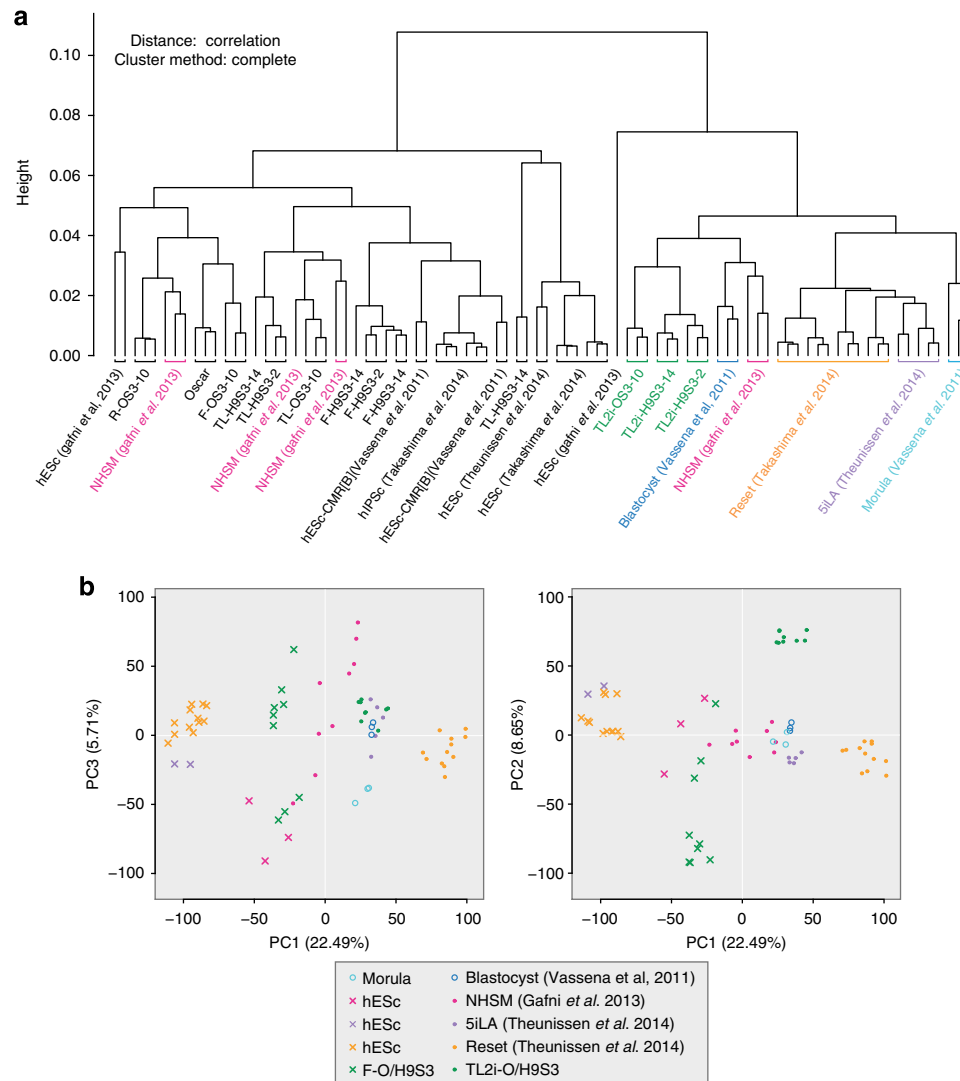 a
Distance: correlation
Cluster method: complete
Height
0.10
0.08
0.06
0.04
0.02
0.00
hESc (gafni et al. 2013)
R-OS3-10
NHSM (gafni et al. 2013)
Oscar
F-OS3-10
TL-H9S3-14
TL-H9S3-2
NHSM (gafni et al. 2013)
TL-OS3-10
NHSM (gafni et al. 2013)
F-H9S3-14
F-H9S3-2
F-H9S3-14
hESc-CMR[B](Vassena et al. 2011)
hIPSc (Takashima et al. 2014)
hESc-CMR[B](Vassena et al. 2011)
TL-H9S3-14
hESc (Theunissen et al. 2014)
hESc (Takashima et al. 2014)
hESc (gafni et al. 2013)
TL2i-OS3-10
TL2i-H9S3-14
TL2i-H9S3-2
Blastocyst (Vassena et al. 2011)
NHSM (gafni et al. 2013)
Reset (Takashima et al. 2014)
5iLA (Theunissen et al. 2014)
Morula (Vassena et al. 2011)
b
100
50
0
−50
−100
PC3 (5.71%)
−100
−50
0
50
100
PC1 (22.49%)
100
50
0
−50
−100
PC2 (8.65%)
−100
−50
0
50
100
PC1 (22.49%)
Morula
Blastocyst (Vassena et al, 2011)
hESc
NHSM (Gafni et al. 2013)
hESc
5iLA (Theunissen et al. 2014)
hESc
Reset (Theunissen et al. 2014)
F-O/H9S3
TL2i-O/H9S3